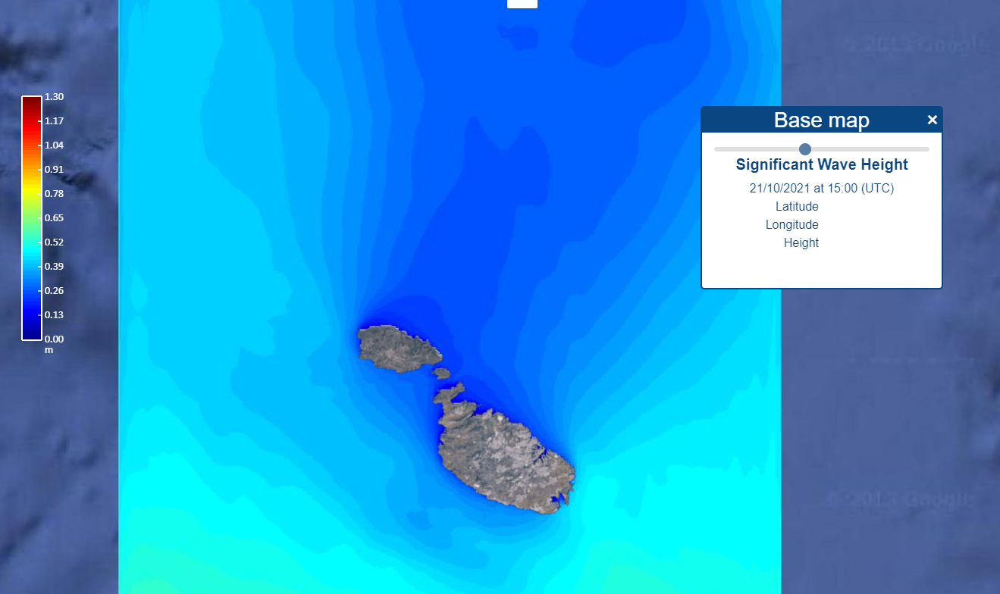 1.30
1.17
1.04
0.91
0.78
0.65
0.52
0.39
0.26
0.13
0.00
m
Base map ×
Significant Wave Height
21/10/2021 at 15:00 (UTC)
Latitude
Longitude
Height